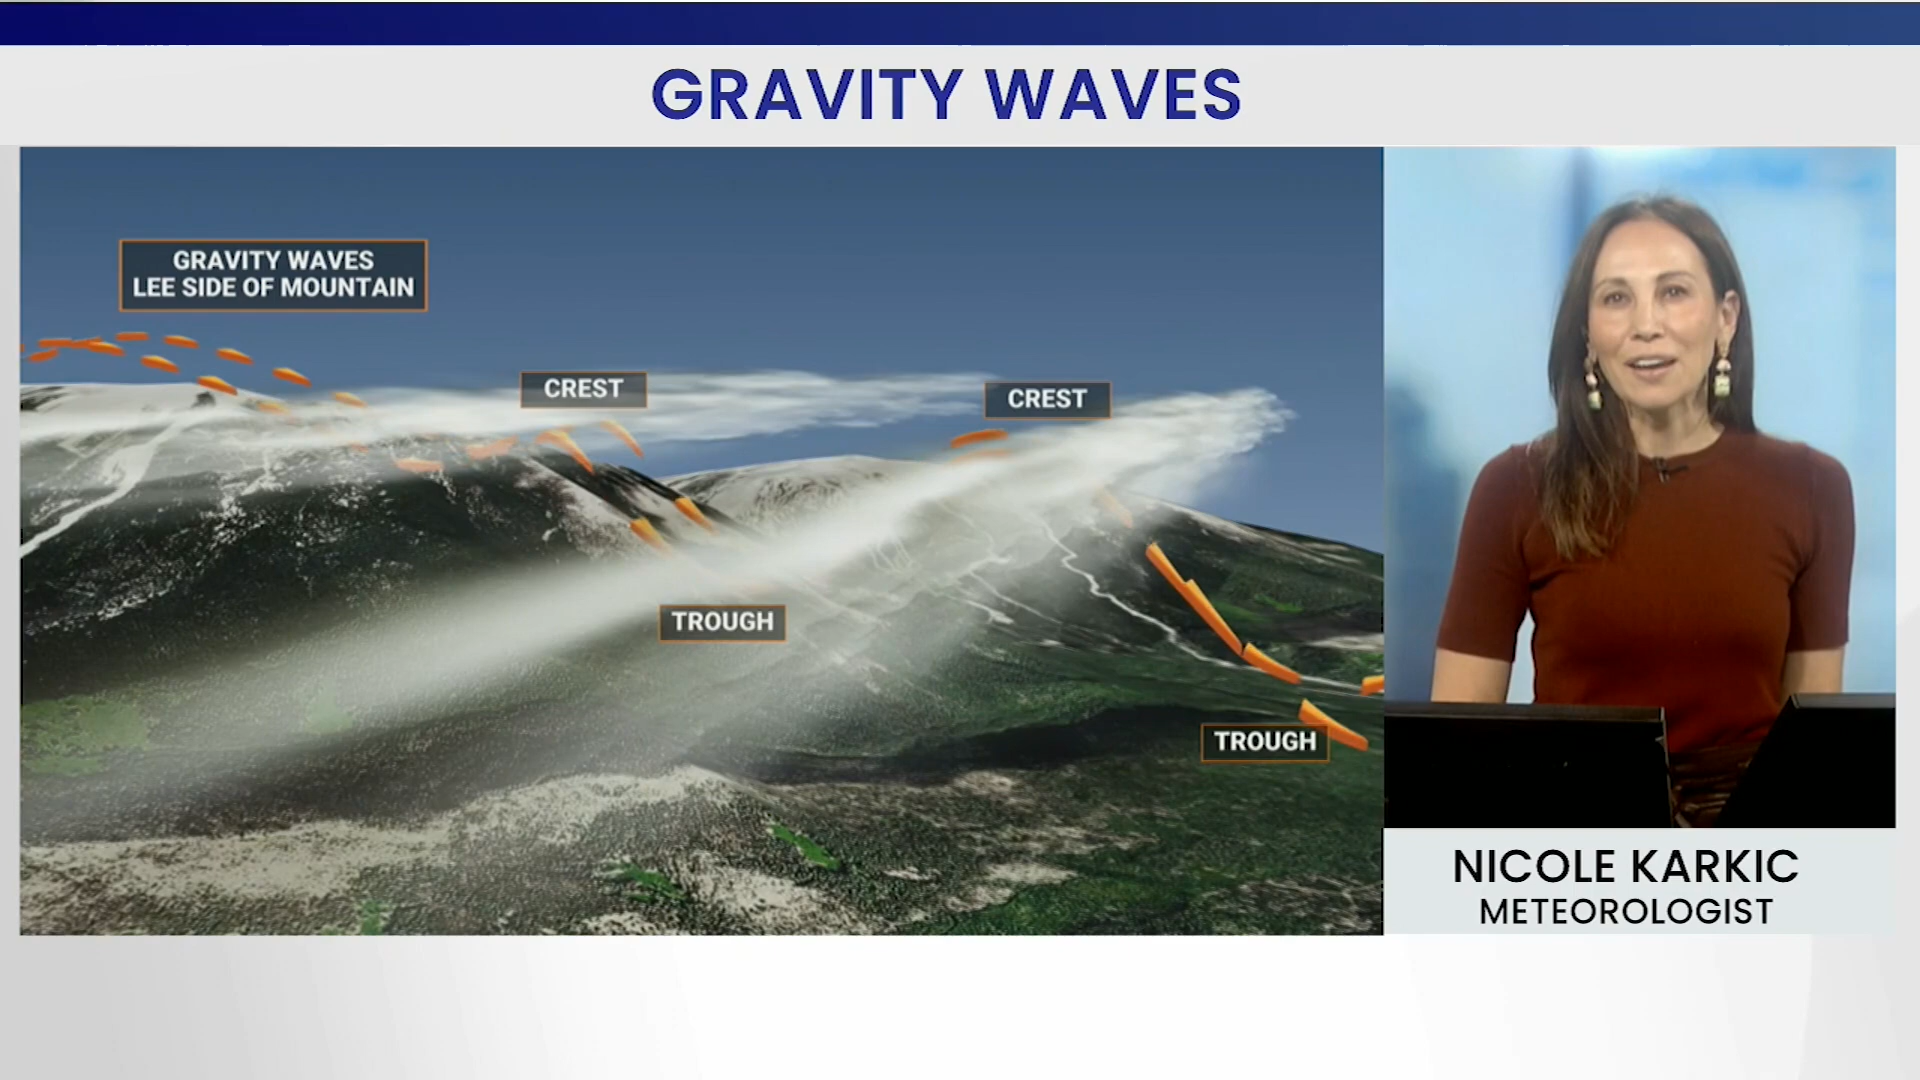 GRAVITY WAVES
GRAVITY WAVES
LEE SIDE OF MOUNTAIN
CREST
CREST
TROUGH
TROUGH
NICOLE KARKIC
METEOROLOGIST